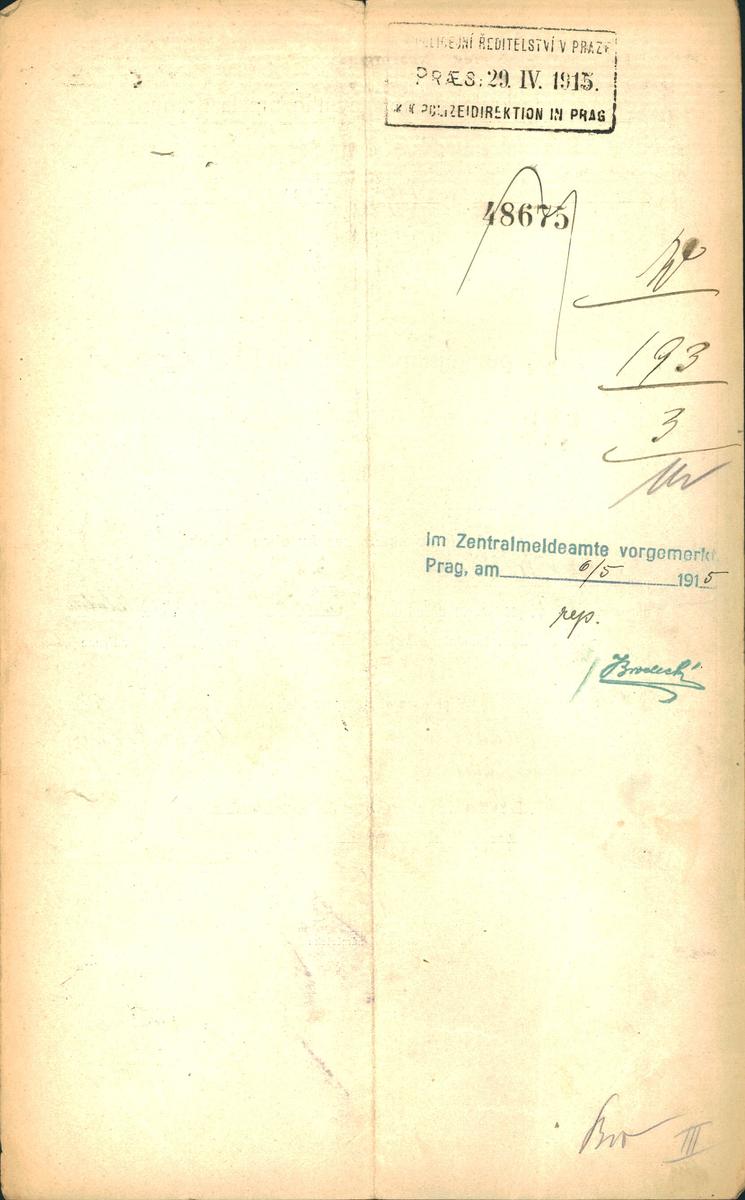 POLICEJNÍ ŘEDITELSTVÍ V PRAZE
PRÆS: 29. IV. 1915.
K. K. POLIZEIDIREKTION IN PRAG
48675
193
3
Im Zentralmeldeamte vorgemerkt.
Prag, am 6/5 1915
rep.
III